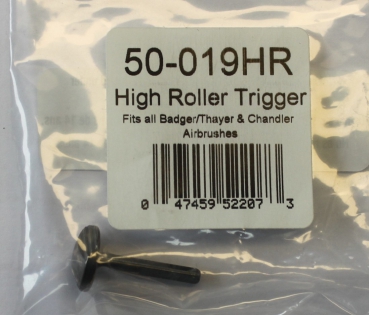 50-019HR
High Roller Trigger
Fits all Badger/Thayer & Chandler
Airbrushes
0 47459 52207 3